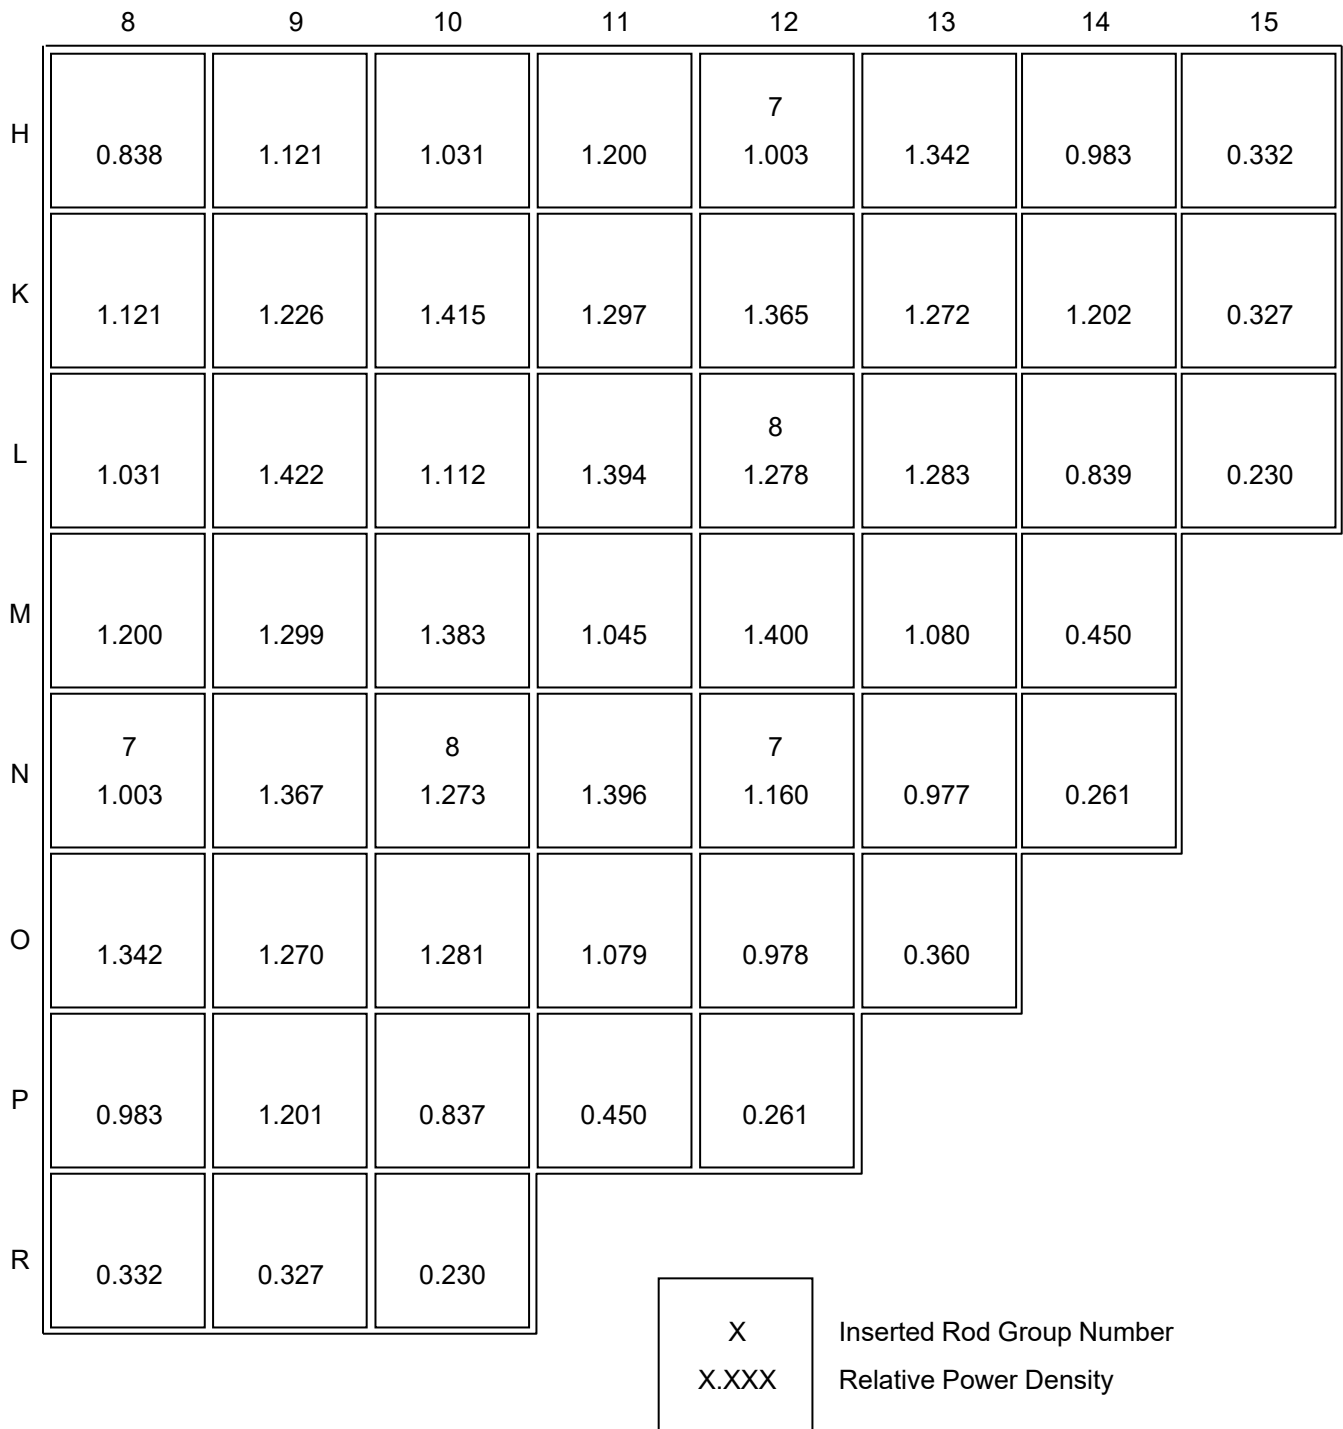 8 9 10 11 12 13 14 15
7
H 0.838 1.121 1.031 1.200 1.003 1.342 0.983 0.332
K 1.121 1.226 1.415 1.297 1.365 1.272 1.202 0.327
8
L 1.031 1.422 1.112 1.394 1.278 1.283 0.839 0.230
M 1.200 1.299 1.383 1.045 1.400 1.080 0.450
7 8 7
N 1.003 1.367 1.273 1.396 1.160 0.977 0.261
O 1.342 1.270 1.281 1.079 0.978 0.360
P 0.983 1.201 0.837 0.450 0.261
R 0.332 0.327 0.230
X Inserted Rod Group Number
X.XXX Relative Power Density